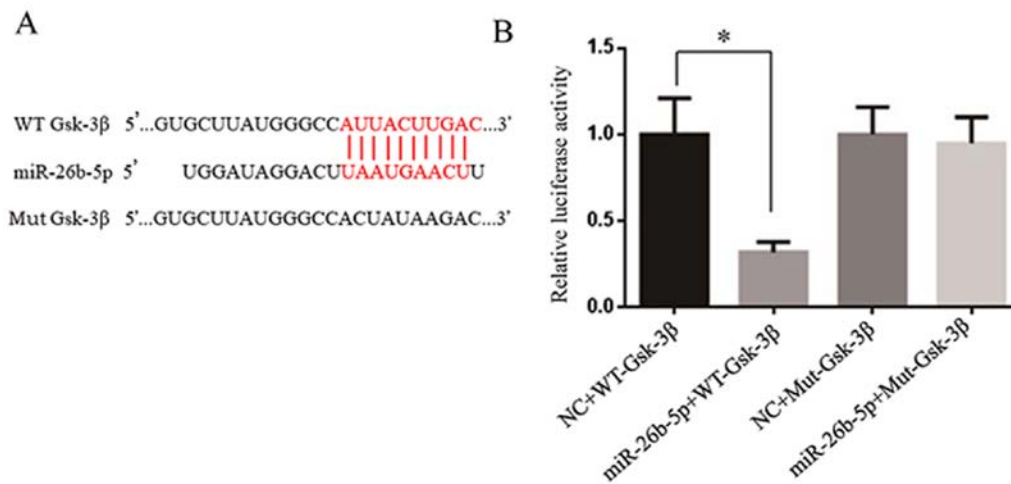 A
WT Gsk-3β 5'...GUGCUUAUGGGCCAUUACUUGAC...3'
miR-26b-5p 5' UGGAUAGGACUUUAAUGAACUU
Mut Gsk-3β 5'...GUGCUUAUGGGCCACUAUAAGAC...3'
B
Relative luciferase activity
1.5
1.0
0.5
0.0
*
NC+WT-Gsk-3β
miR-26b-5p+WT-Gsk-3β
NC+Mut-Gsk-3β
miR-26b-5p+Mut-Gsk-3β